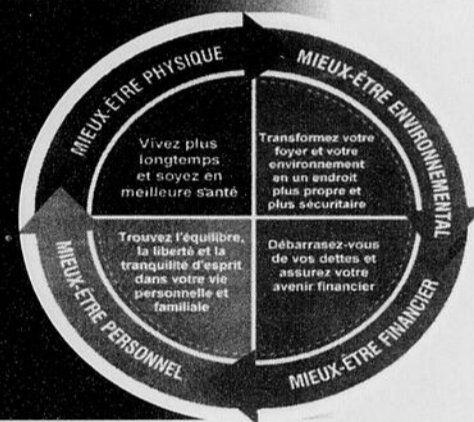 MIEUX-ÊTRE PHYSIQUE
MIEUX-ÊTRE ENVIRONNEMENTAL
Vivez plus
longtemps
et soyez en
meilleure santé
Transformez votre
foyer et votre
environnement
en un endroit
plus propre et
plus sécuritaire
Trouvez l'équilibre,
la liberté et la
tranquilité d'esprit
dans votre vie
personnelle et
familiale
Débarrasez-vous
de vos dettes et
assurez votre
avenir financier
MIEUX-ÊTRE PERSONNEL
MIEUX-ÊTRE FINANCIER